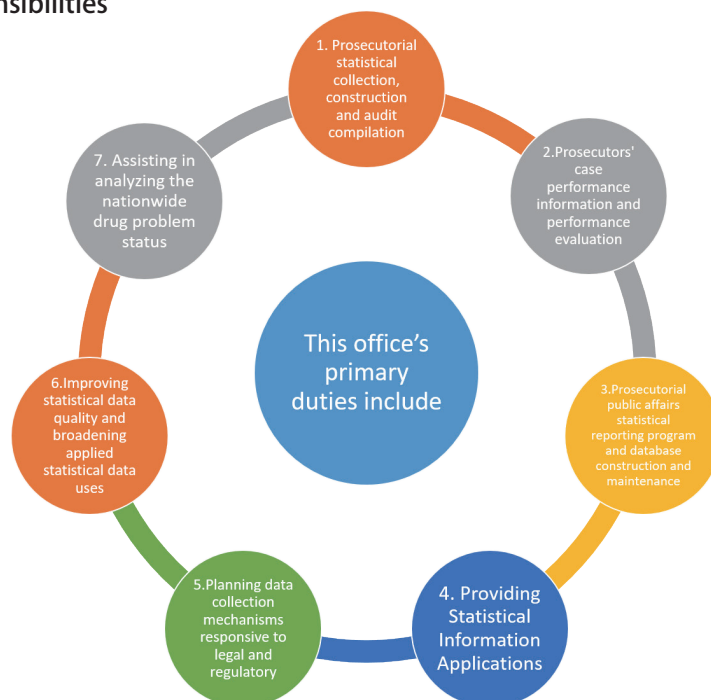 nsibilities
1. Prosecutorial
statistical
collection,
construction
and audit
compilation
2.Prosecutors'
case
performance
information and
performance
evaluation
3.Prosecutorial
public affairs
statistical
reporting program
and database
construction and
maintenance
4. Providing
Statistical
Information
Applications
5.Planning data
collection
mechanisms
responsive to
legal and
regulatory
6.Improving
statistical data
quality and
broadening
applied
statistical data
uses
7. Assisting in
analyzing the
nationwide
drug problem
status
This office’s
primary
duties include